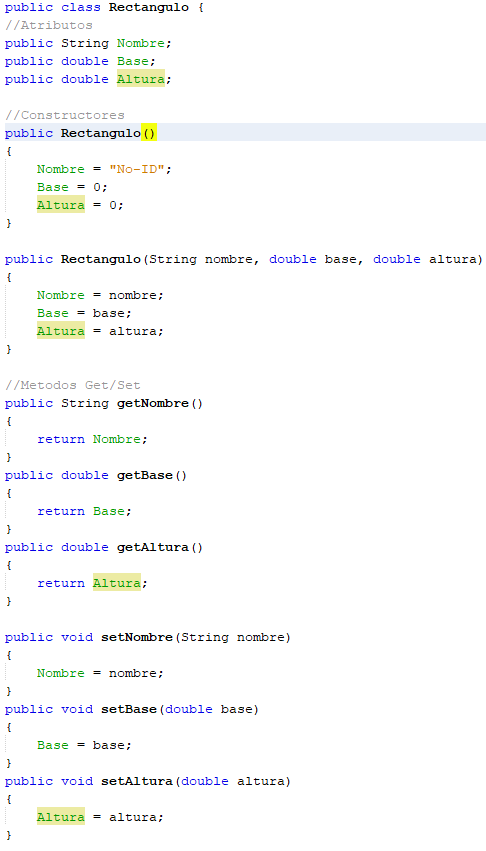 public class Rectangulo {
//Atributos
public String Nombre;
public double Base;
public double Altura;
//Constructores
public Rectangulo()
{
Nombre = "No-ID";
Base = 0;
Altura = 0;
}
public Rectangulo(String nombre, double base, double altura)
{
Nombre = nombre;
Base = base;
Altura = altura;
}
//Metodos Get/Set
public String getNombre()
{
return Nombre;
}
public double getBase()
{
return Base;
}
public double getAltura()
{
return Altura;
}
public void setNombre(String nombre)
{
Nombre = nombre;
}
public void setBase(double base)
{
Base = base;
}
public void setAltura(double altura)
{
Altura = altura;
}